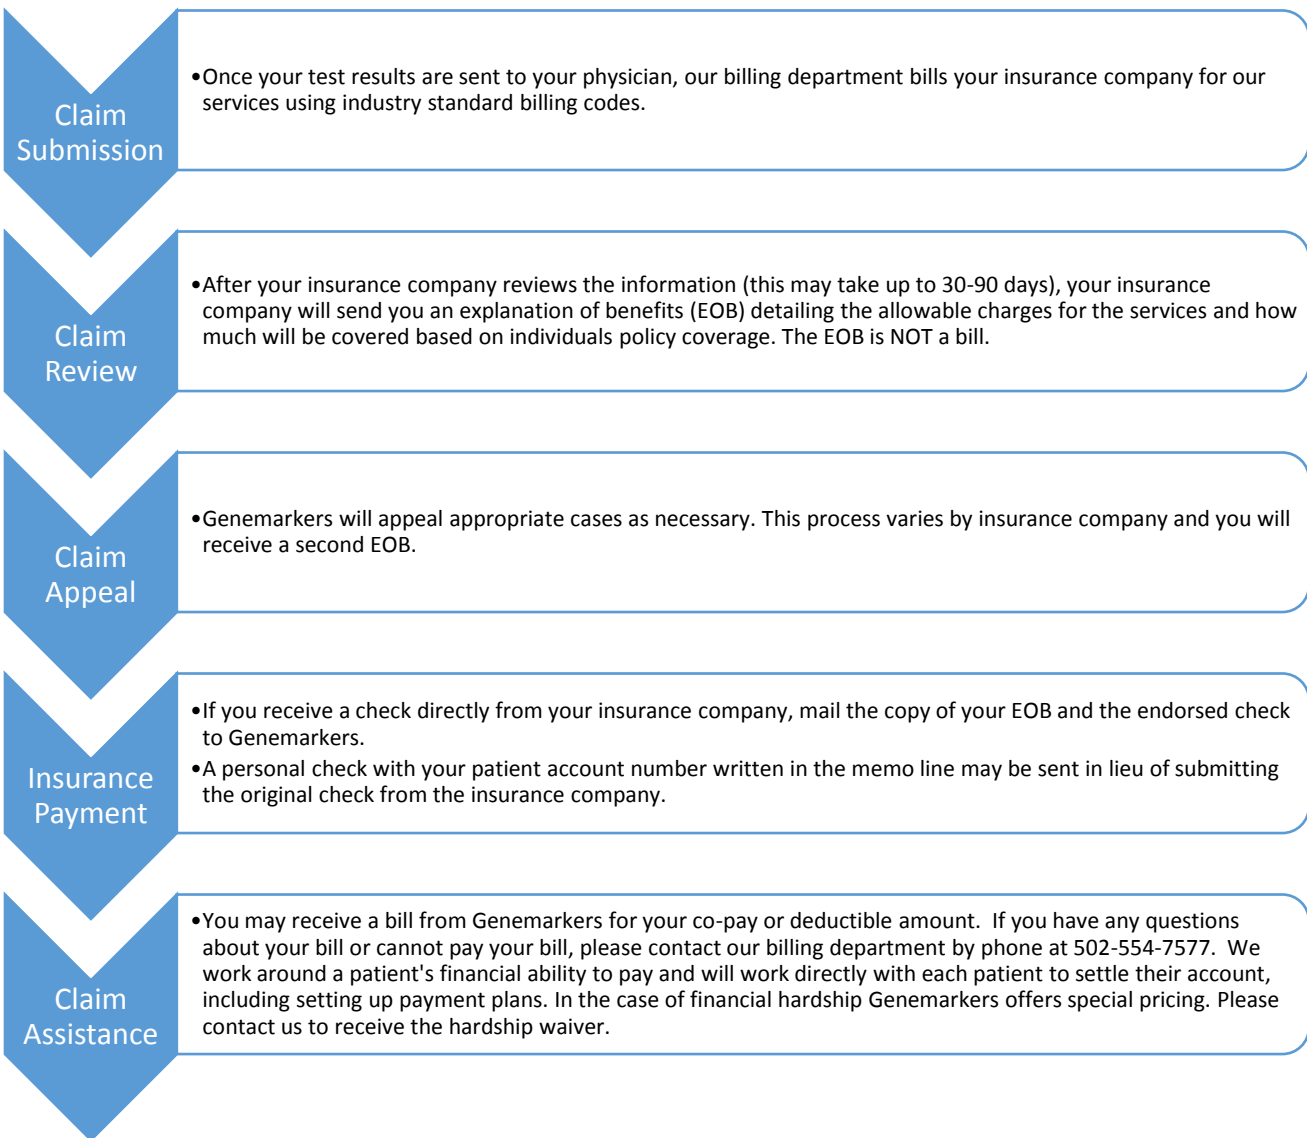 Claim
Submission
•Once your test results are sent to your physician, our billing department bills your insurance company for our
services using industry standard billing codes.
Claim
Review
•After your insurance company reviews the information (this may take up to 30-90 days), your insurance
company will send you an explanation of benefits (EOB) detailing the allowable charges for the services and how
much will be covered based on individuals policy coverage. The EOB is NOT a bill.
Claim
Appeal
•Genemarkers will appeal appropriate cases as necessary. This process varies by insurance company and you will
receive a second EOB.
Insurance
Payment
•If you receive a check directly from your insurance company, mail the copy of your EOB and the endorsed check
to Genemarkers.
•A personal check with your patient account number written in the memo line may be sent in lieu of submitting
the original check from the insurance company.
Claim
Assistance
•You may receive a bill from Genemarkers for your co-pay or deductible amount.  If you have any questions
about your bill or cannot pay your bill, please contact our billing department by phone at 502-554-7577.  We
work around a patient's financial ability to pay and will work directly with each patient to settle their account,
including setting up payment plans. In the case of financial hardship Genemarkers offers special pricing. Please
contact us to receive the hardship waiver.